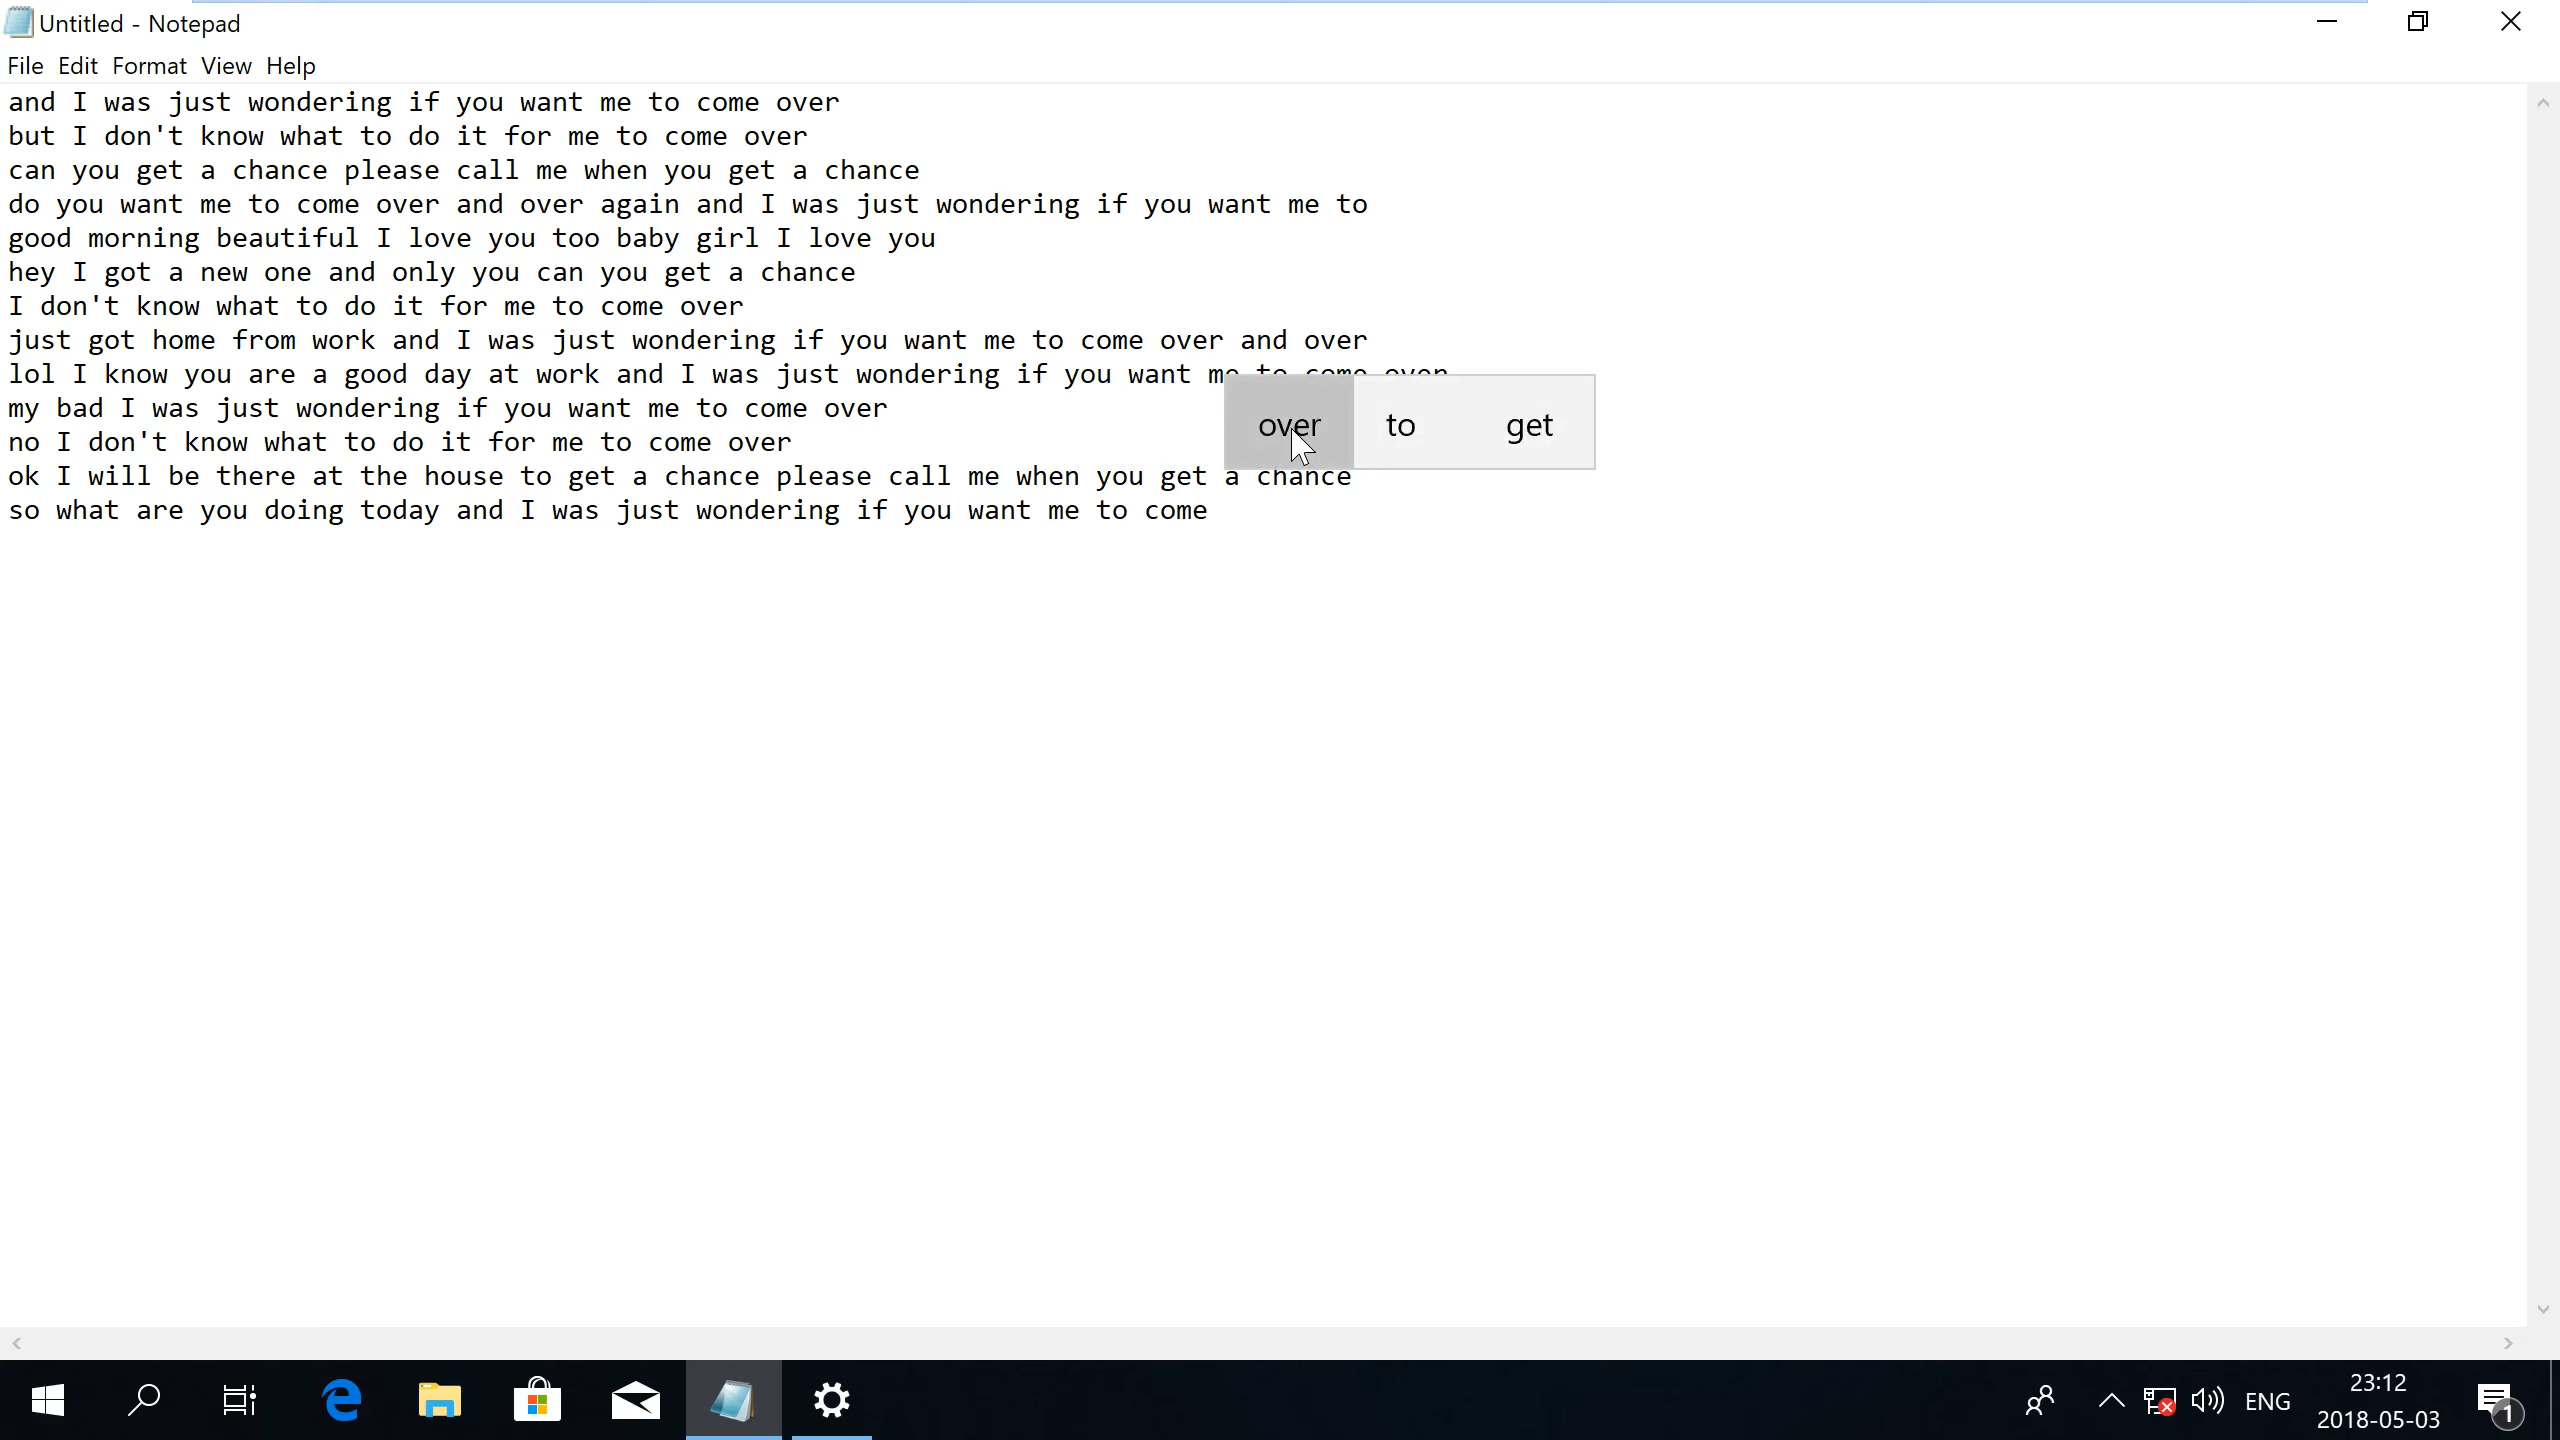 Untitled - Notepad
File Edit Format View Help
and I was just wondering if you want me to come over
but I don't know what to do it for me to come over
can you get a chance please call me when you get a chance
do you want me to come over and over again and I was just wondering if you want me to
good morning beautiful I love you too baby girl I love you
hey I got a new one and only you can you get a chance
I don't know what to do it for me to come over
just got home from work and I was just wondering if you want me to come over and over
lol I know you are a good day at work and I was just wondering if you want me to come over
my bad I was just wondering if you want me to come over
over to get
no I don't know what to do it for me to come over
ok I will be there at the house to get a chance please call me when you get a chance
so what are you doing today and I was just wondering if you want me to come
ENG
23:12
2018-05-03
1